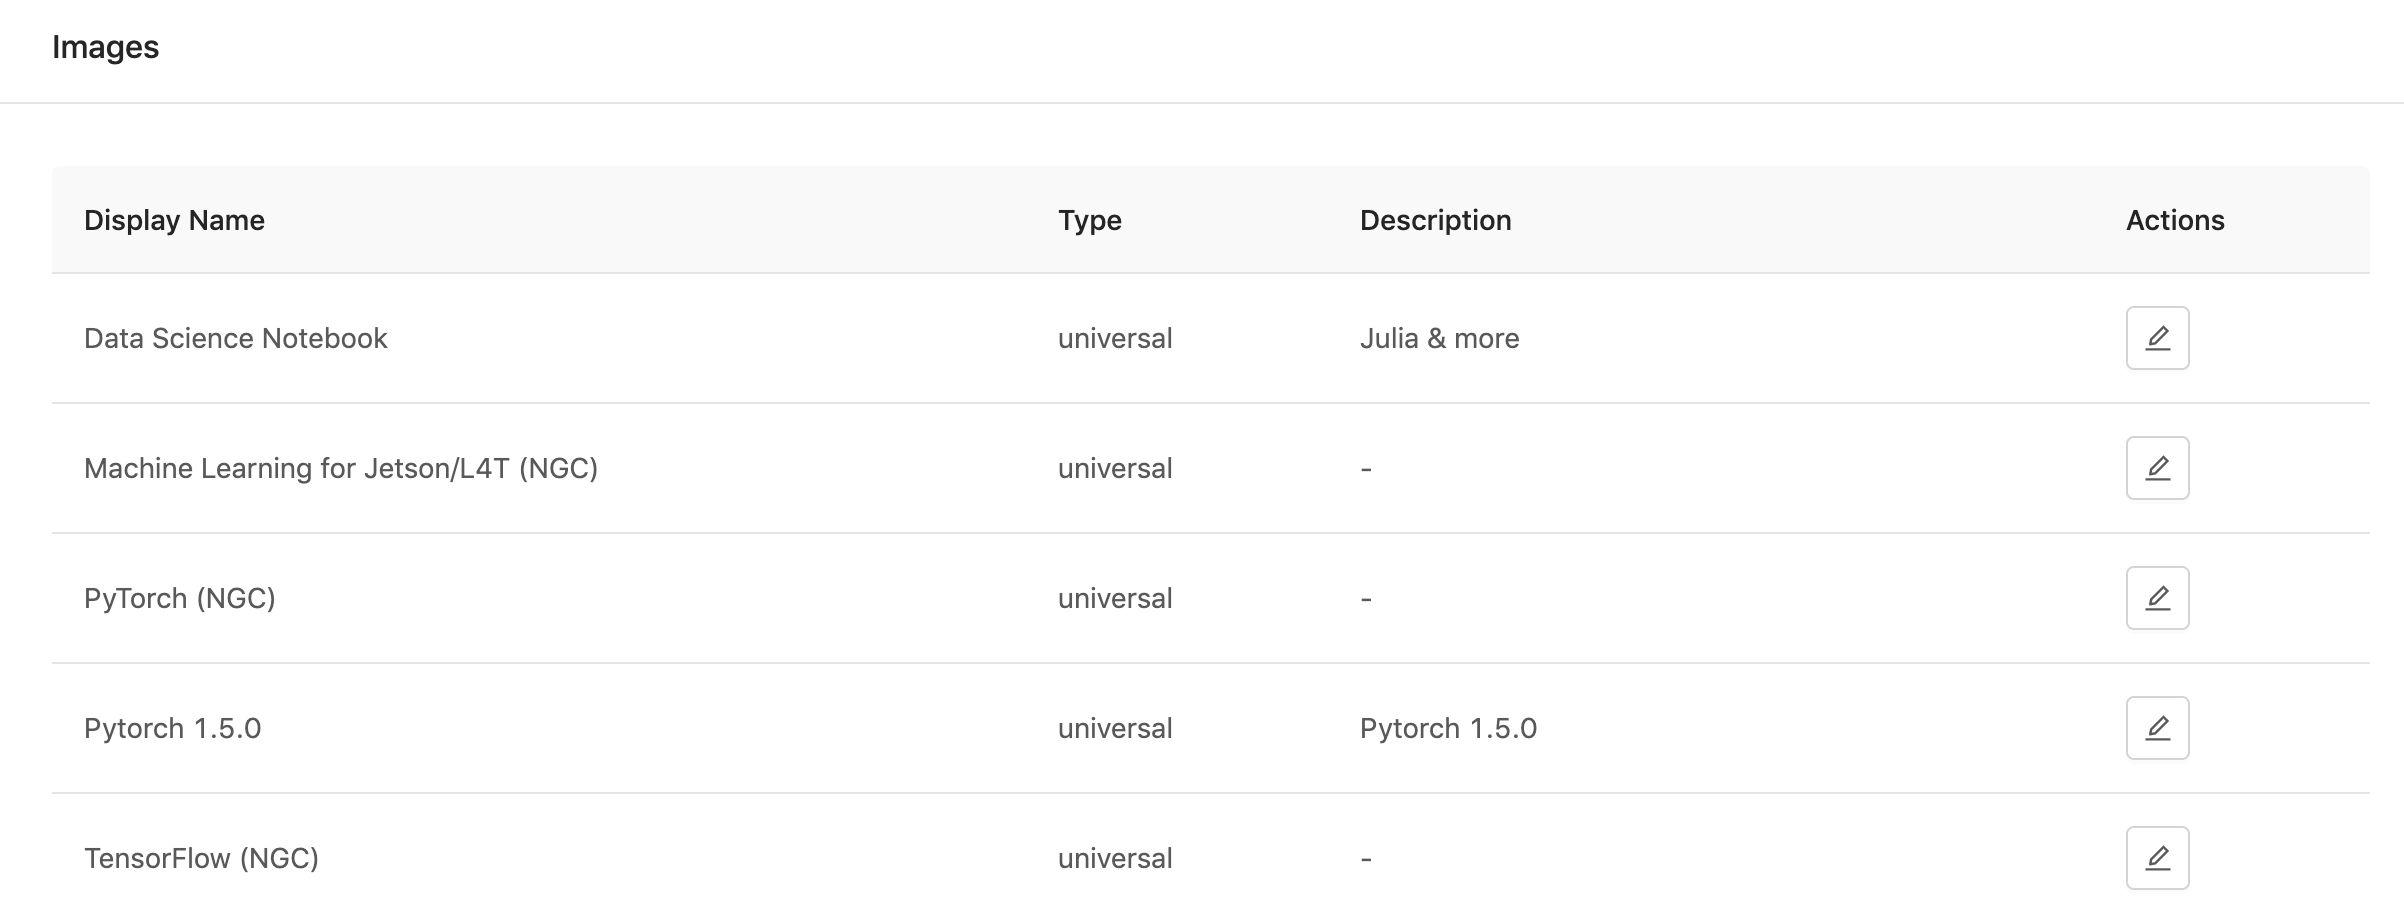 Images
Display Name Type Description Actions
Data Science Notebook universal Julia & more
Machine Learning for Jetson/L4T (NGC) universal -
PyTorch (NGC) universal -
Pytorch 1.5.0 universal Pytorch 1.5.0
TensorFlow (NGC) universal -